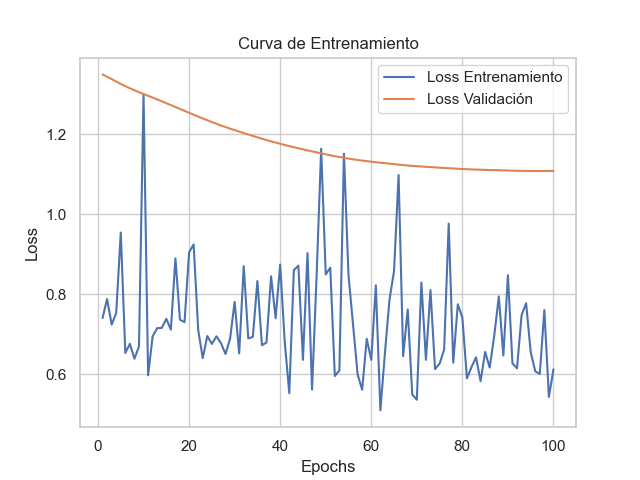 Curva de Entrenamiento
Loss Entrenamiento
Loss Validación
1.2
1.0
0.8
0.6
Loss
0
20
40
60
80
100
Epochs